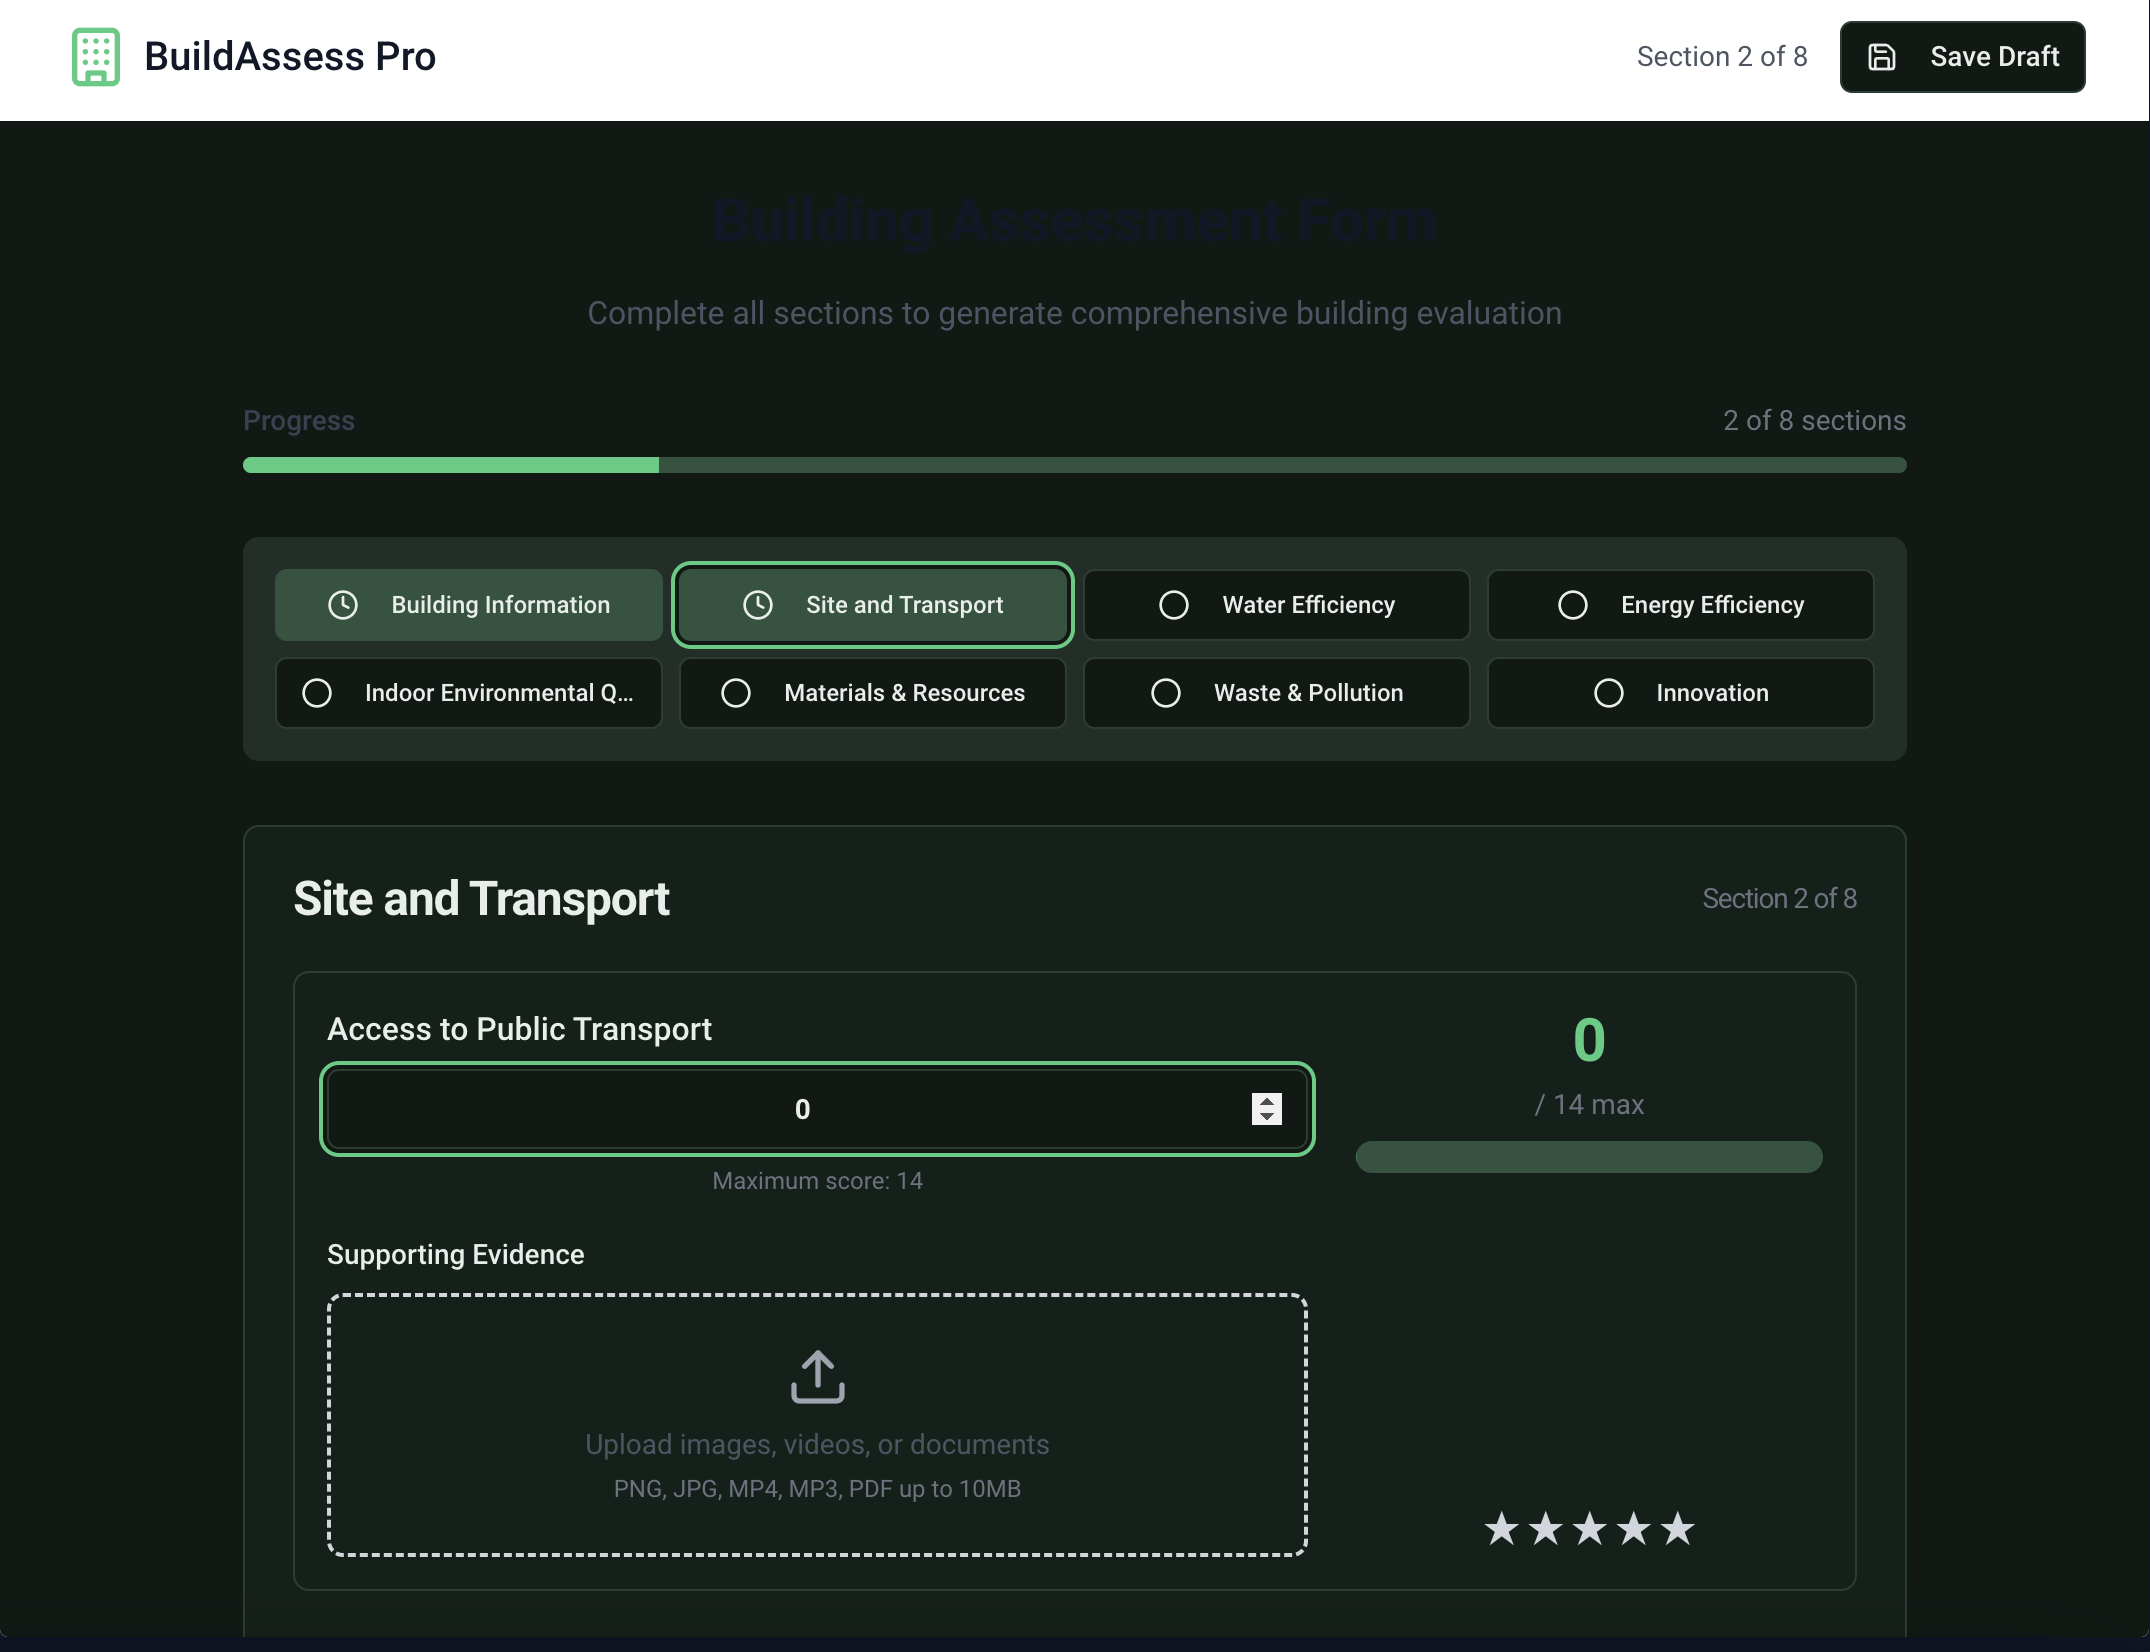 BuildAssess Pro
Section 2 of 8
Save Draft
Building Assessment Form
Complete all sections to generate comprehensive building evaluation
Progress
2 of 8 sections
Building Information
Site and Transport
Water Efficiency
Energy Efficiency
Indoor Environmental Q...
Materials & Resources
Waste & Pollution
Innovation
Site and Transport
Section 2 of 8
Access to Public Transport
0
0
/ 14 max
Maximum score: 14
Supporting Evidence
Upload images, videos, or documents
PNG, JPG, MP4, MP3, PDF up to 10MB